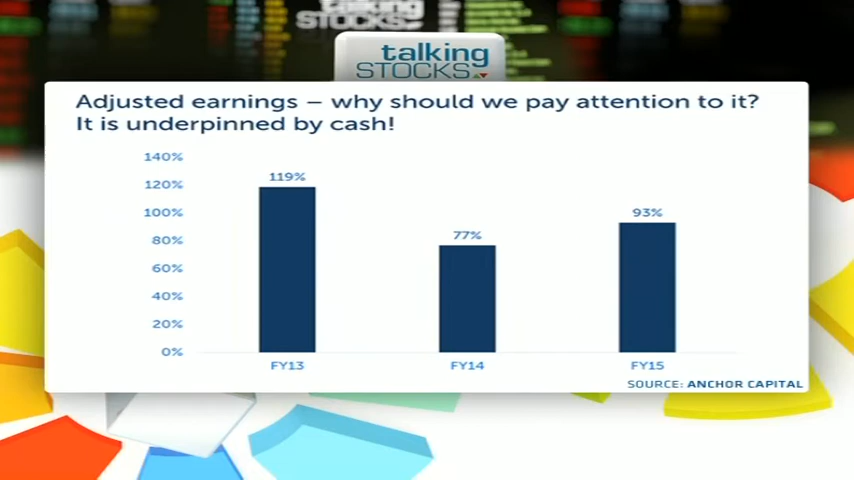 STOCKS
talking
STOCKS
Adjusted earnings – why should we pay attention to it?
It is underpinned by cash!
140%
120%
100%
80%
60%
40%
20%
0%
119%
77%
93%
FY13
FY14
FY15
SOURCE: ANCHOR CAPITAL